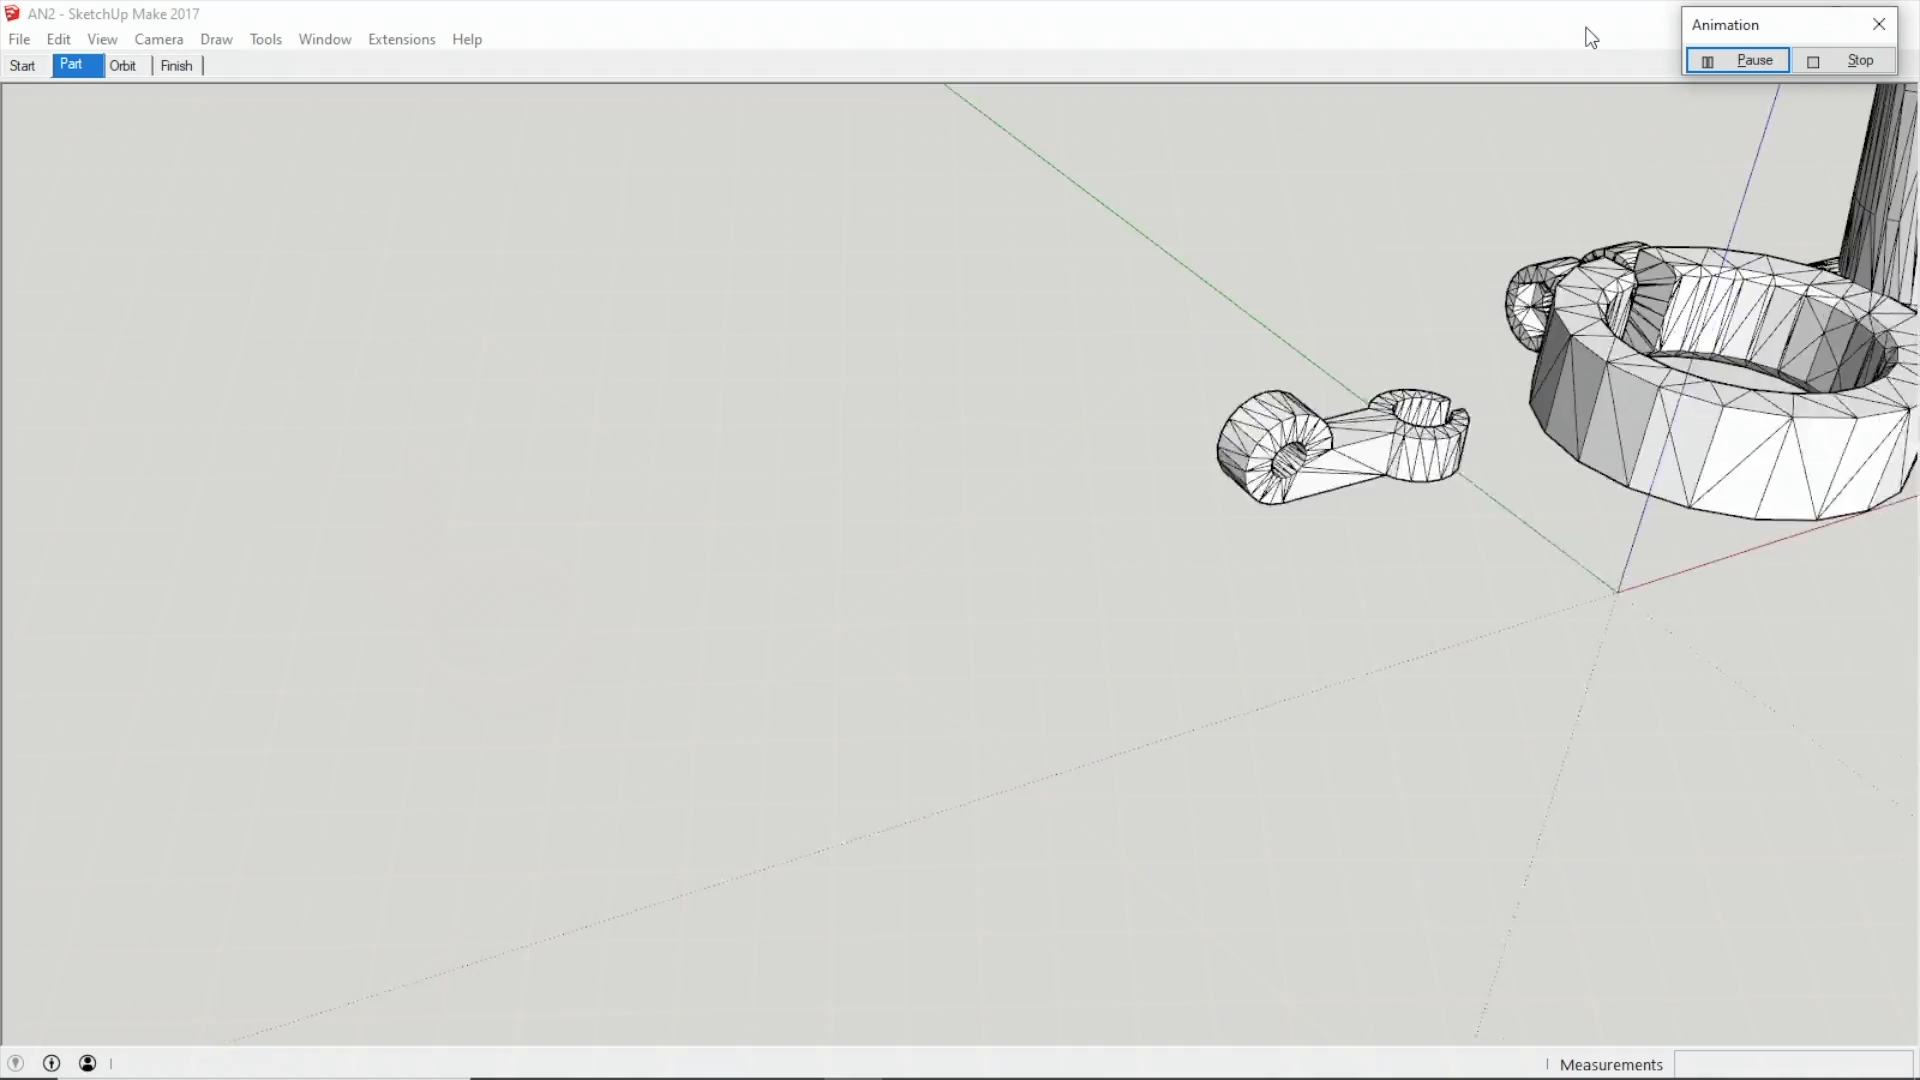 AN2 - SketchUp Make 2017
File Edit View Camera Draw Tools Window Extensions Help
Start Part Orbit Finish
Animation
Pause Stop
Measurements